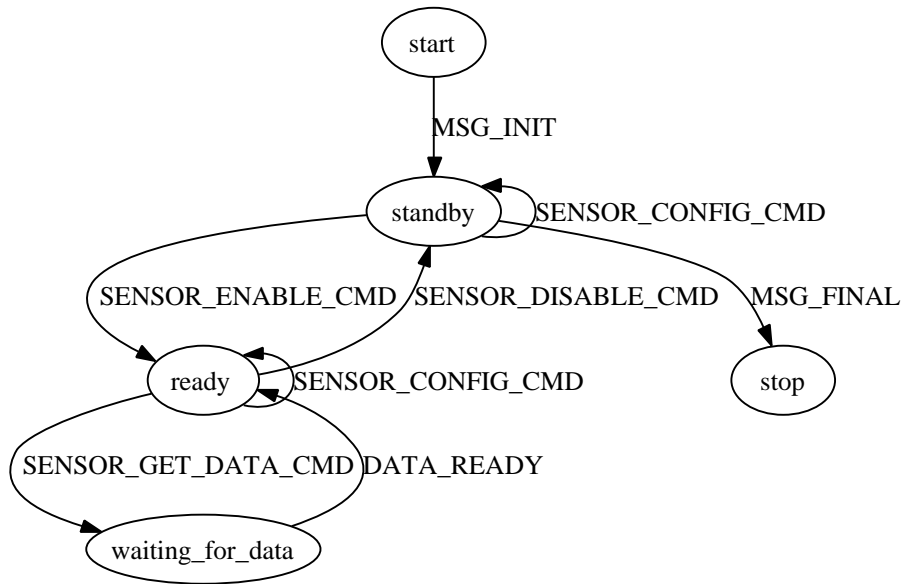 start
MSG_INIT
standby
SENSOR_CONFIG_CMD
SENSOR_ENABLE_CMD
SENSOR_DISABLE_CMD
MSG_FINAL
ready
SENSOR_CONFIG_CMD
stop
SENSOR_GET_DATA_CMD
DATA_READY
waiting_for_data